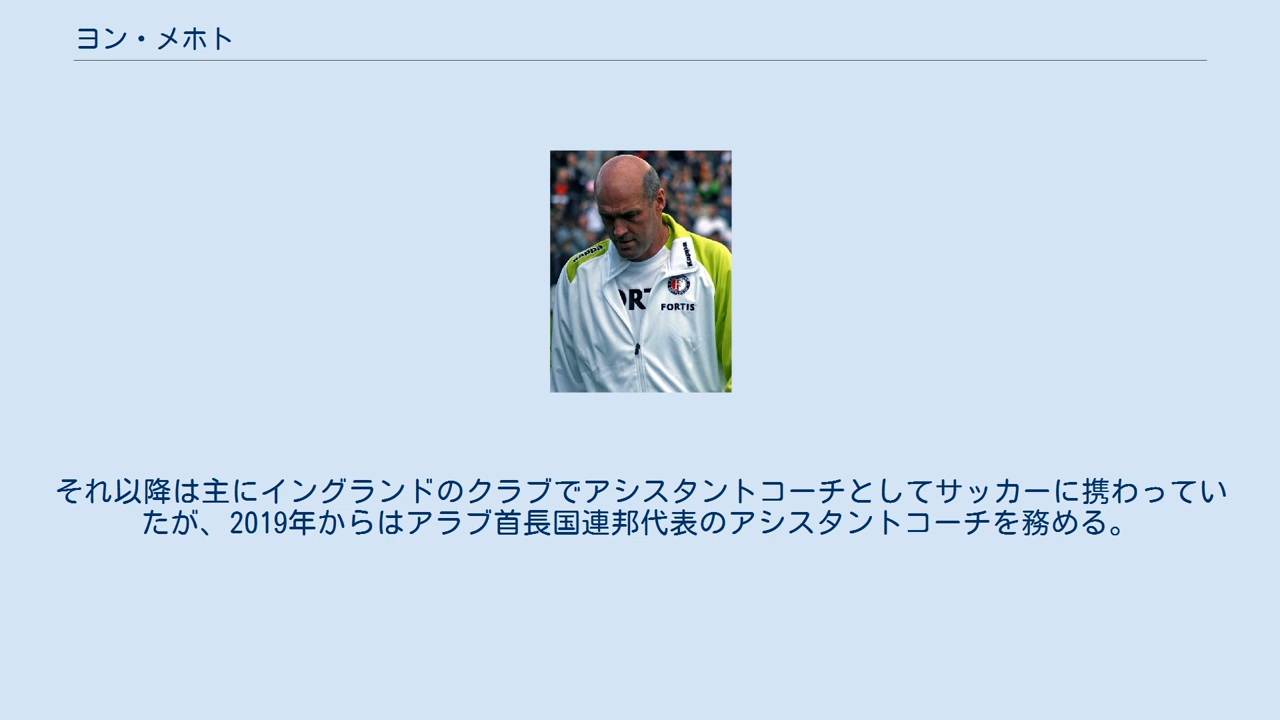 ヨン・メホト
FORTIS
それ以降は主にイングランドのクラブでアシスタントコーチとしてサッカーに携わってい
たが、2019年からはアラブ首長国連邦代表のアシスタントコーチを務める。